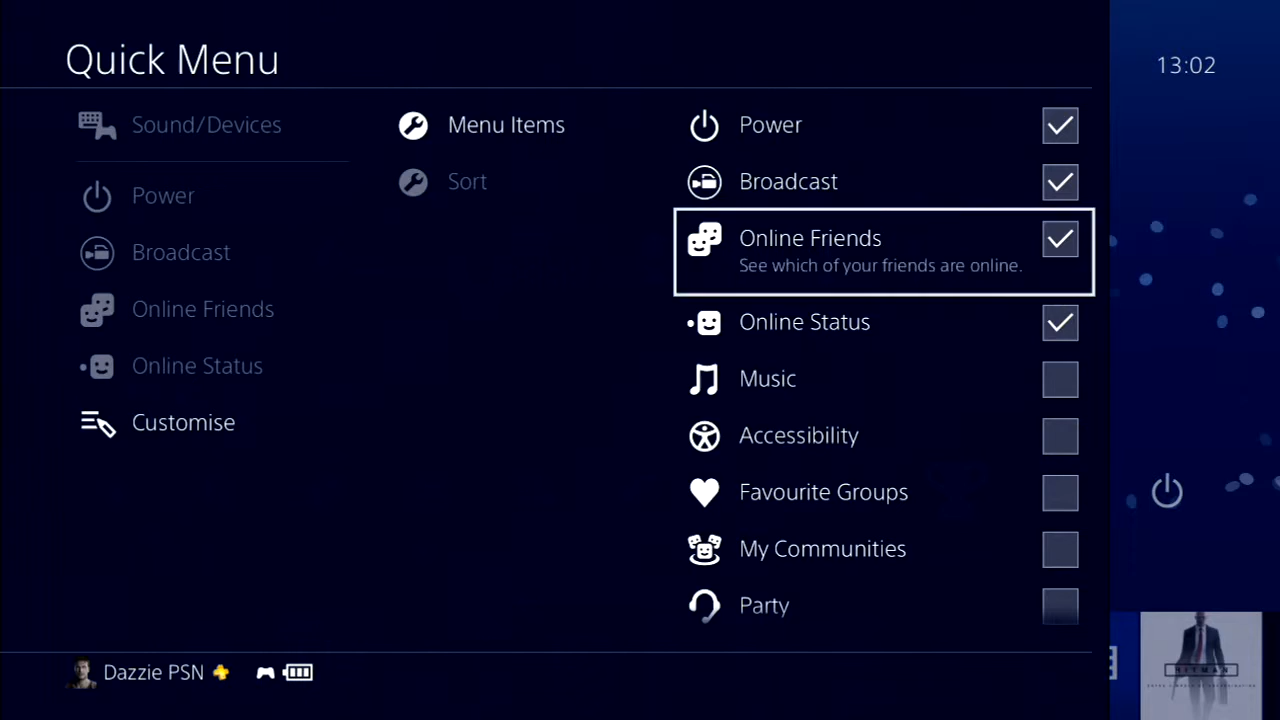 Quick Menu
13:02
Sound/Devices
Power
Broadcast
Online Friends
Online Status
Customise
Menu Items
Sort
Power
Broadcast
Online Friends
See which of your friends are online.
Online Status
Music
Accessibility
Favourite Groups
My Communities
Party
Dazzie PSN
HITMAN